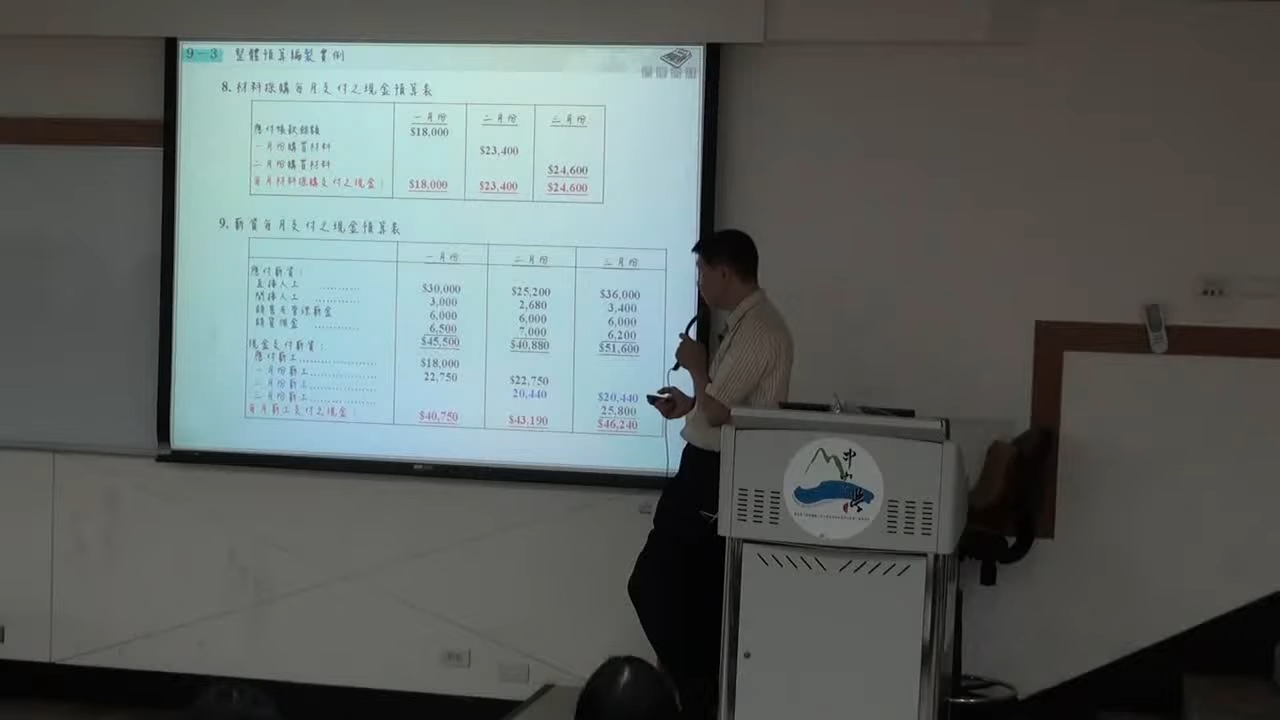 9-3 整體預算編製實例
8. 材料採購每月支付之現金預算表
一月份 二月份 三月份
應付帳款餘額 $18,000
一月份購買材料 $23,400
二月份購買材料 $24,600
每月材料採購支付之現金: $18,000 $23,400 $24,600
9. 薪資每月支付之現金預算表
一月份 二月份 三月份
應付薪資:
直接人工 ........... $30,000 $25,200 $36,000
間接人工 ........... 3,000 2,680 3,400
銷售及管理薪金 6,000 6,000 6,000
銷貨佣金 ........... 6,500 7,000 6,200
$45,500 $40,880 $51,600
現金支付薪資:
應付薪工 ........... $18,000
一月份薪工 ........... 22,750 $22,750
二月份薪工 ........... 20,440 $20,440
三月份薪工 ........... 25,800
每月薪工支付之現金: $40,750 $43,190 $46,240